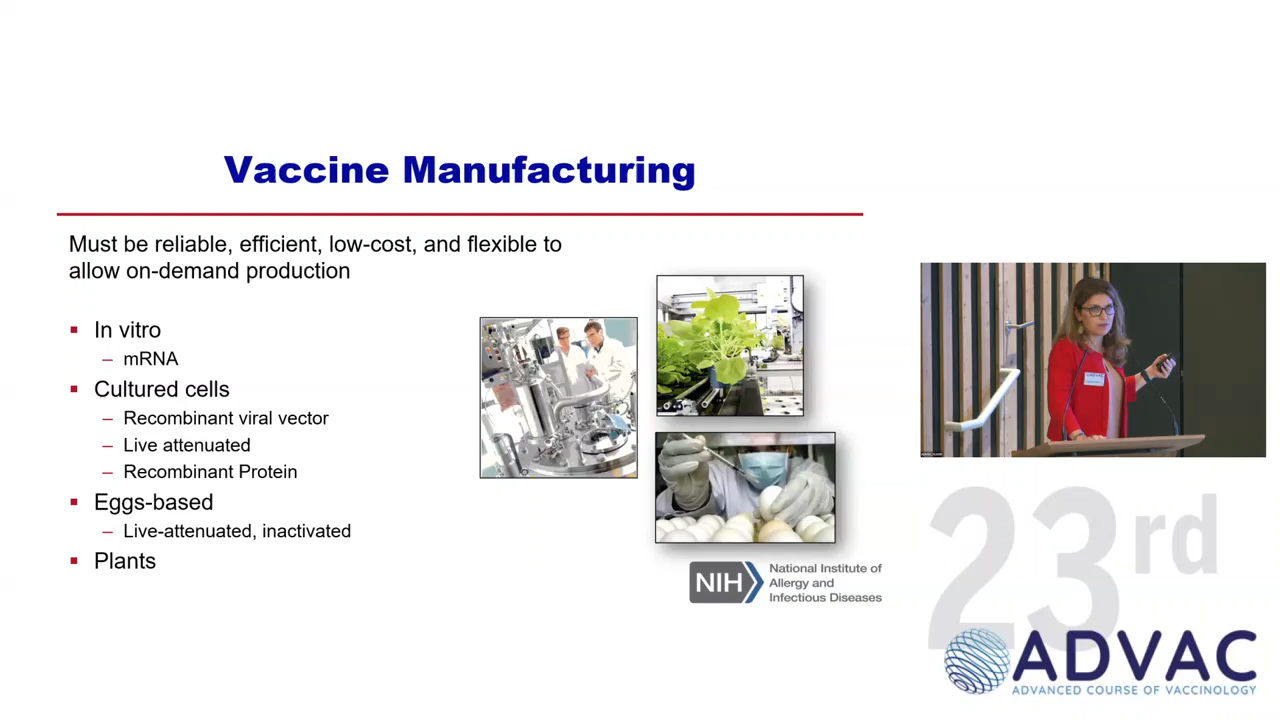 Vaccine Manufacturing
Must be reliable, efficient, low-cost, and flexible to
allow on-demand production
In vitro
– mRNA
Cultured cells
– Recombinant viral vector
– Live attenuated
– Recombinant Protein
Eggs-based
– Live-attenuated, inactivated
Plants
NIH
National Institute of
Allergy and
Infectious Diseases
23rd
ADVAC
ADVANCED COURSE OF VACCINOLOGY